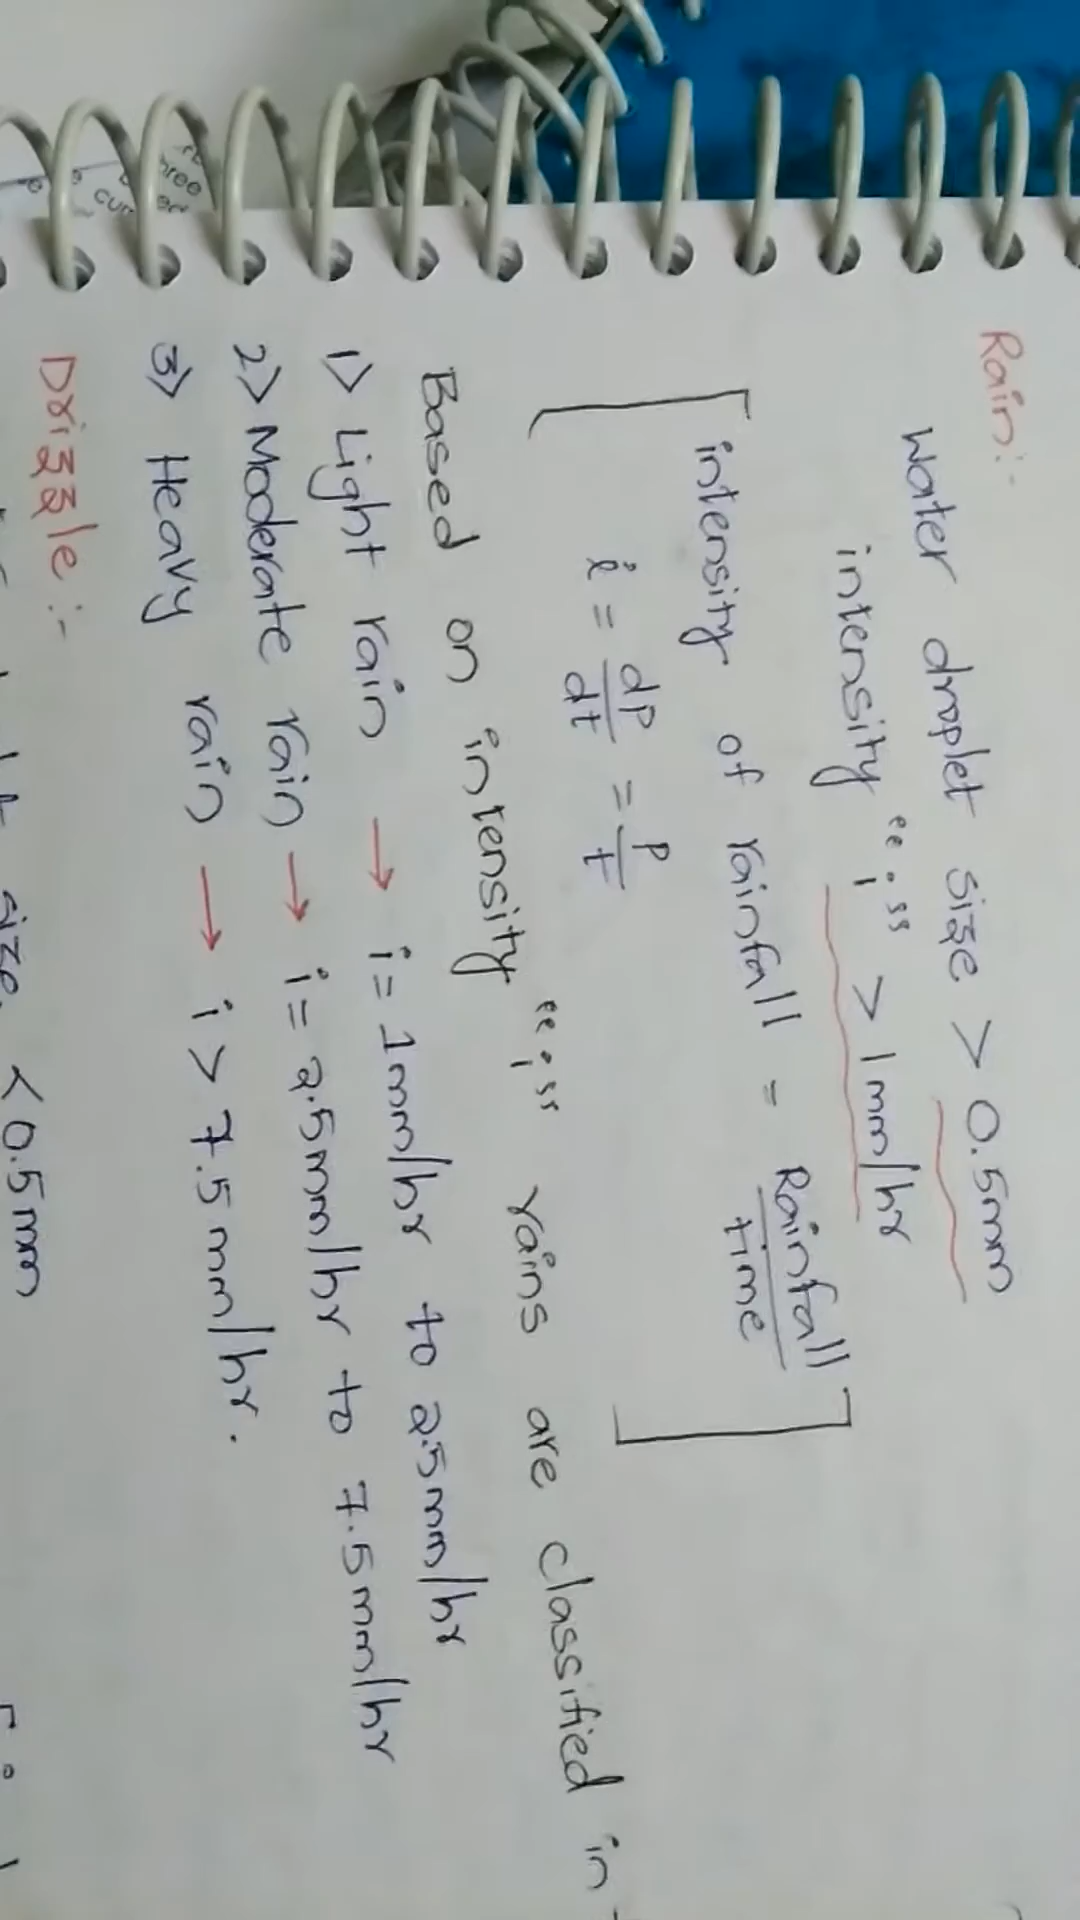 Rain:-
Water droplet size > 0.5mm
intensity "i" > 1mm/hr
intensity of rainfall = Rainfall / time
i = dP/dt = P/t
Based on intensity "i" rains are classified in
1> Light rain → i = 1mm/hr to 2.5mm/hr
2> Moderate rain → i = 2.5mm/hr to 7.5mm/hr
3> Heavy rain → i > 7.5mm/hr.
Drizzle :-
size < 0.5mm